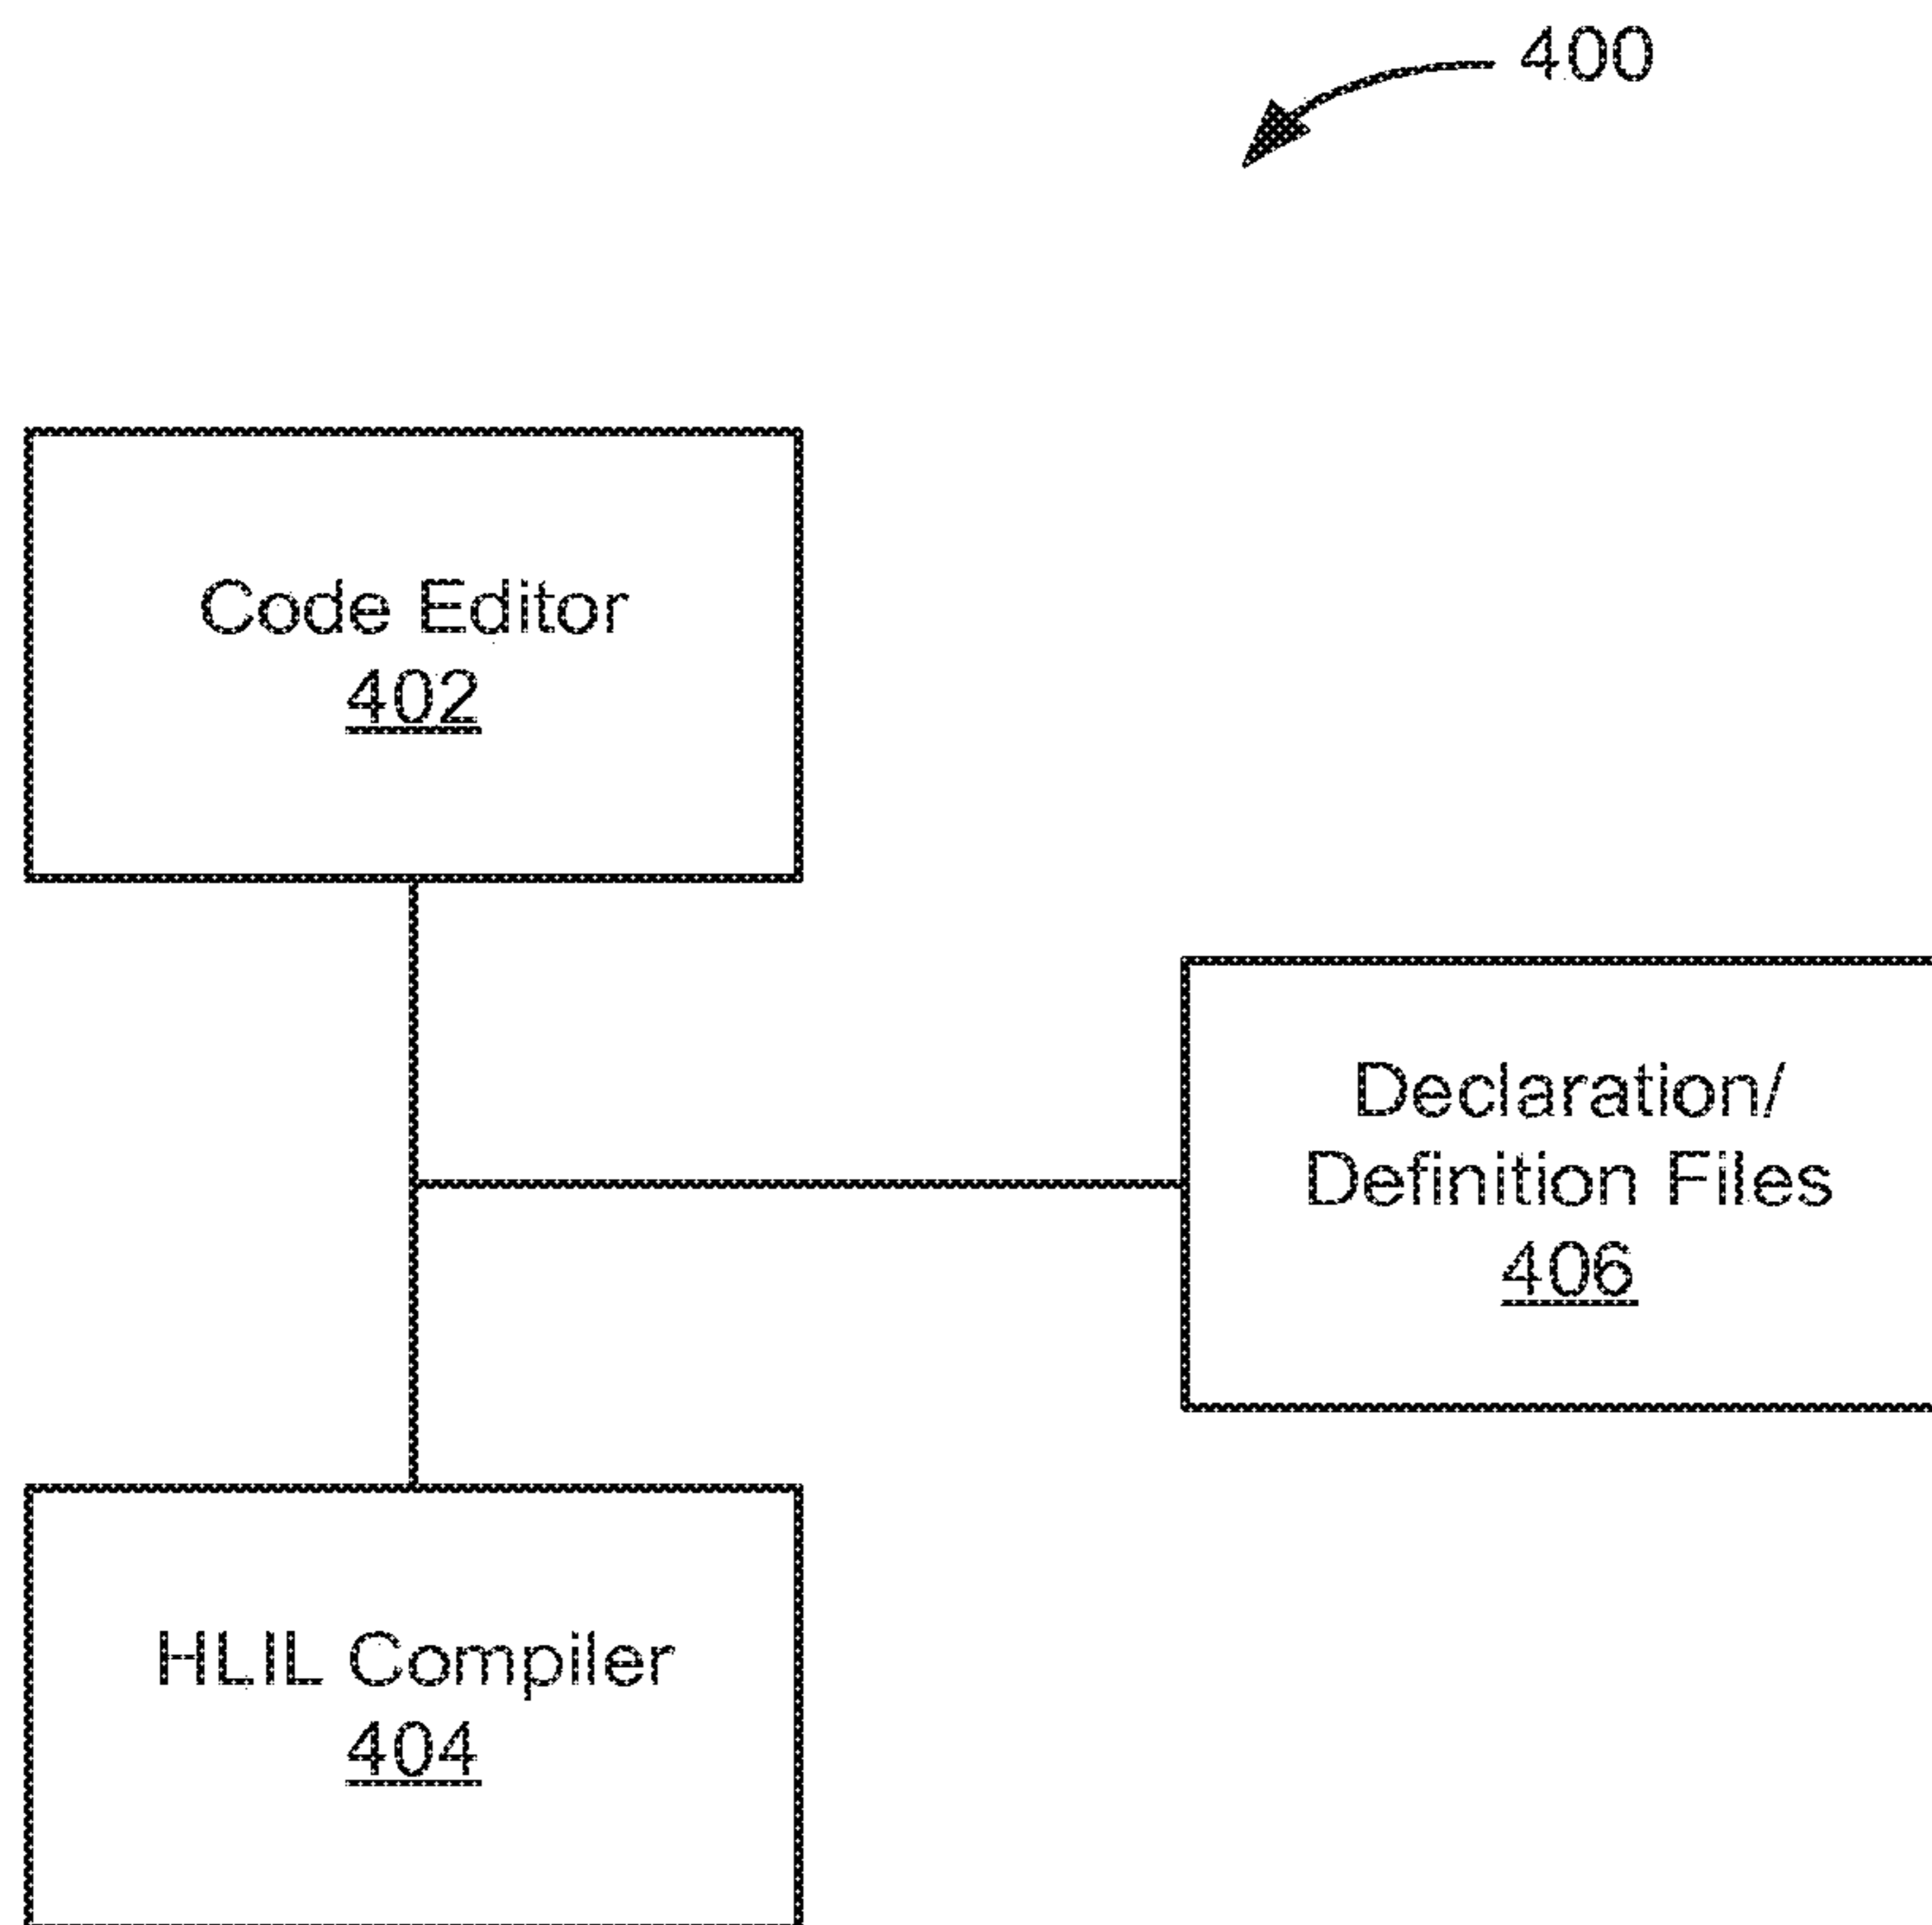 400
Code Editor
402
Declaration/
Definition Files
406
HLIL Compiler
404